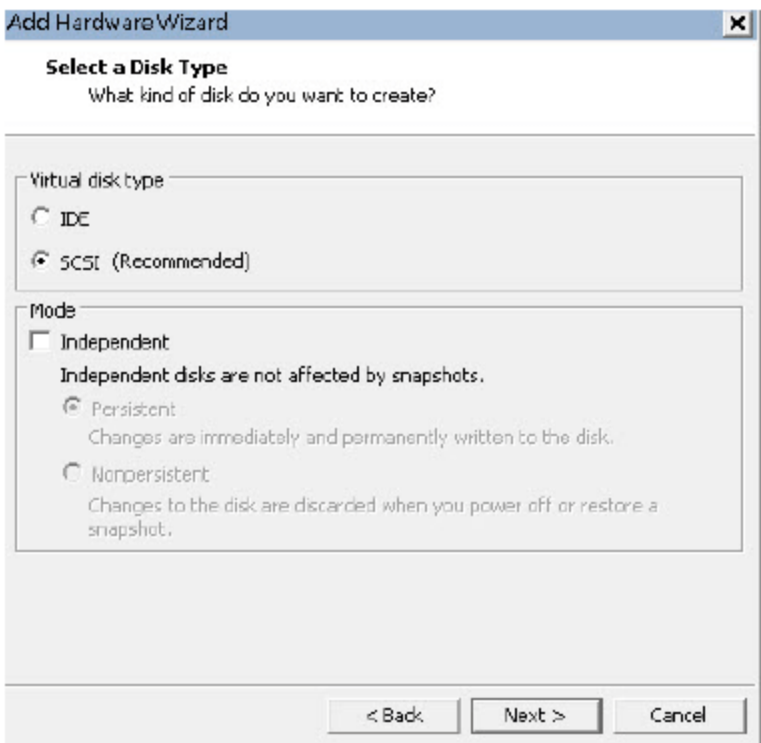 Add Hardware Wizard
Select a Disk Type
What kind of disk do you want to create?
Virtual disk type
IDE
SCSI (Recommended)
Mode
Independent
Independent disks are not affected by snapshots.
Persistent
Changes are immediately and permanently written to the disk.
Nonpersistent
Changes to the disk are discarded when you power off or restore a
snapshot.
< Back Next > Cancel